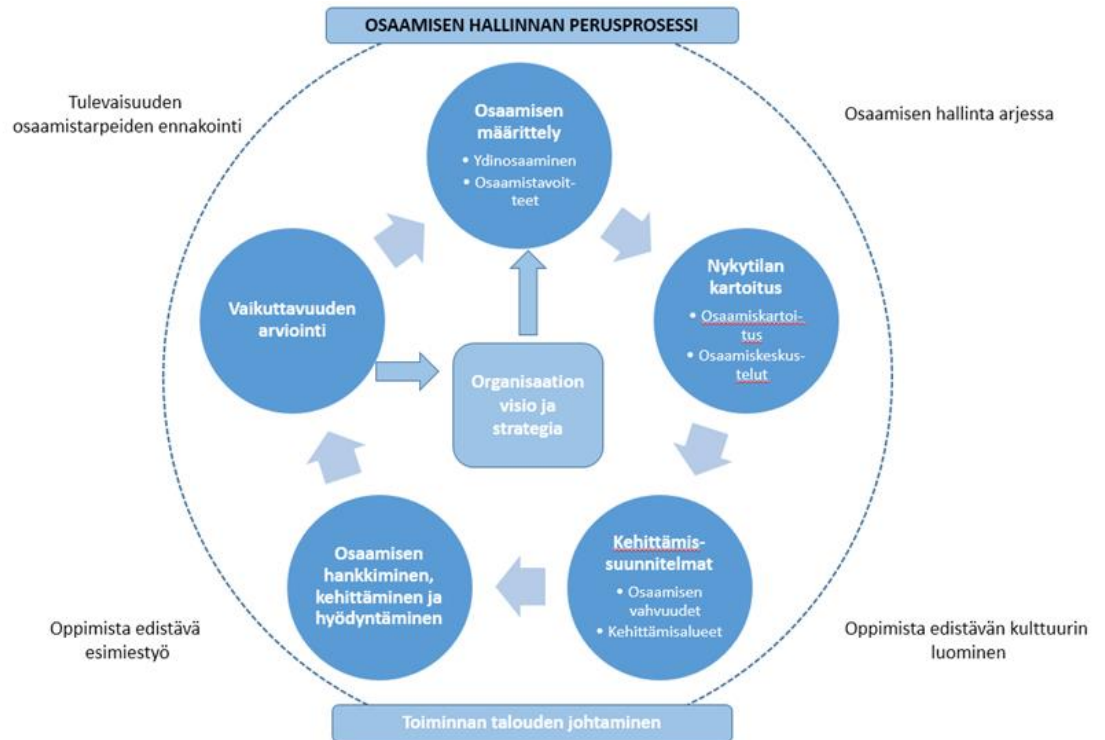 OSAAMISEN HALLINNAN PERUSPROSESSI
Tulevaisuuden
osaamistarpeiden ennakointi
Osaamisen hallinta arjessa
Osaamisen
määrittely
• Ydinosaaminen
• Osaamistavoit-
teet
Nykytilan
kartoitus
• Osaamiskartoi-
tus
• Osaamiskeskus-
telut
Kehittämis-
suunnitelmat
• Osaamisen
vahvuudet
• Kehittämisalueet
Osaamisen
hankkiminen,
kehittäminen ja
hyödyntäminen
Vaikuttavuuden
arviointi
Organisaation
visio ja
strategia
Oppimista edistävä
esimiestyö
Oppimista edistävän kulttuurin
luominen
Toiminnan talouden johtaminen